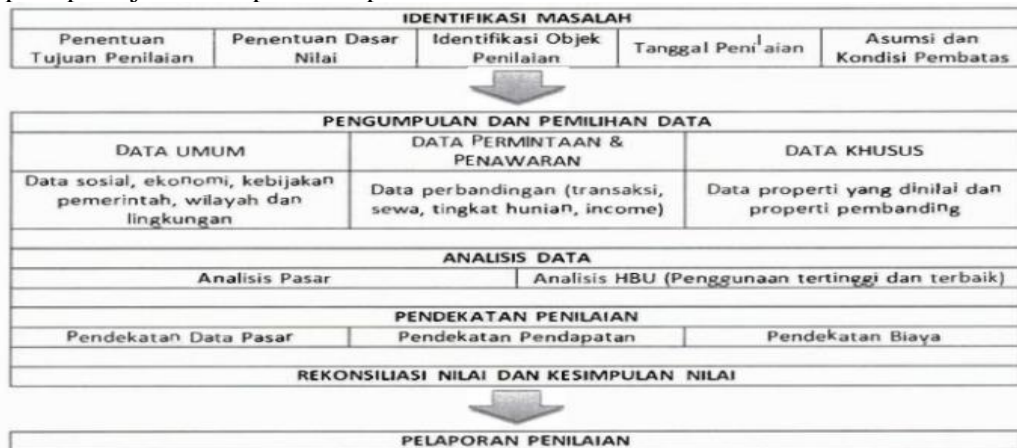 IDENTIFIKASI MASALAH
Penentuan
Tujuan Penilaian
Penentuan Dasar
Nilai
Identifikasi Objek
Penilaian
Tanggal Penilaian
Asumsi dan
Kondisi Pembatas
PENGUMPULAN DAN PEMILIHAN DATA
DATA UMUM
DATA PERMINTAAN &
PENAWARAN
DATA KHUSUS
Data sosial, ekonomi, kebijakan
pemerintah, wilayah dan
lingkungan
Data perbandingan (transaksi,
sewa, tingkat hunian, income)
Data properti yang dinilai dan
properti pembanding
ANALISIS DATA
Analisis Pasar
Analisis HBU (Penggunaan tertinggi dan terbaik)
PENDEKATAN PENILAIAN
Pendekatan Data Pasar
Pendekatan Pendapatan
Pendekatan Biaya
REKONSILIASI NILAI DAN KESIMPULAN NILAI
PELAPORAN PENILAIAN